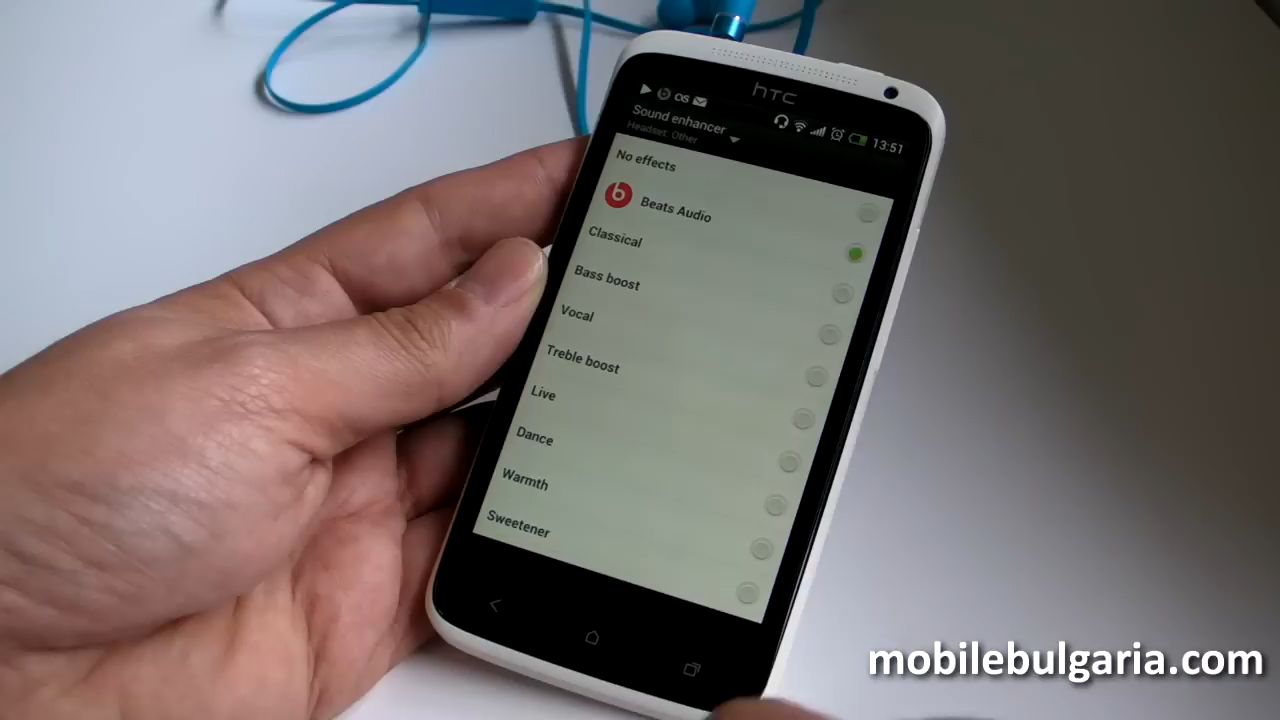 hTC
13:51
Sound enhancer
Headset: Other
No effects
b Beats Audio
Classical
Bass boost
Vocal
Treble boost
Live
Dance
Warmth
Sweetener
mobilebulgaria.com